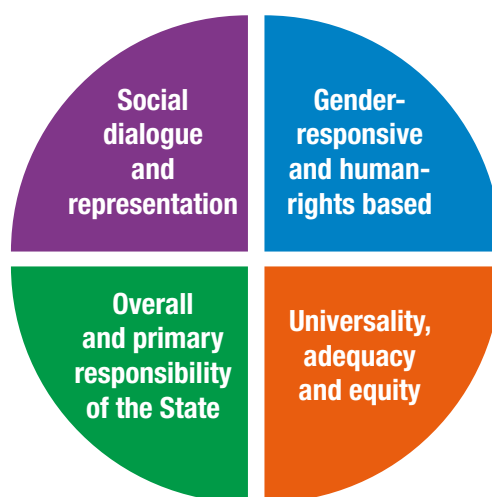 Social
dialogue
and
representation
Gender-
responsive
and human-
rights based
Overall
and primary
responsibility
of the State
Universality,
adequacy
and equity